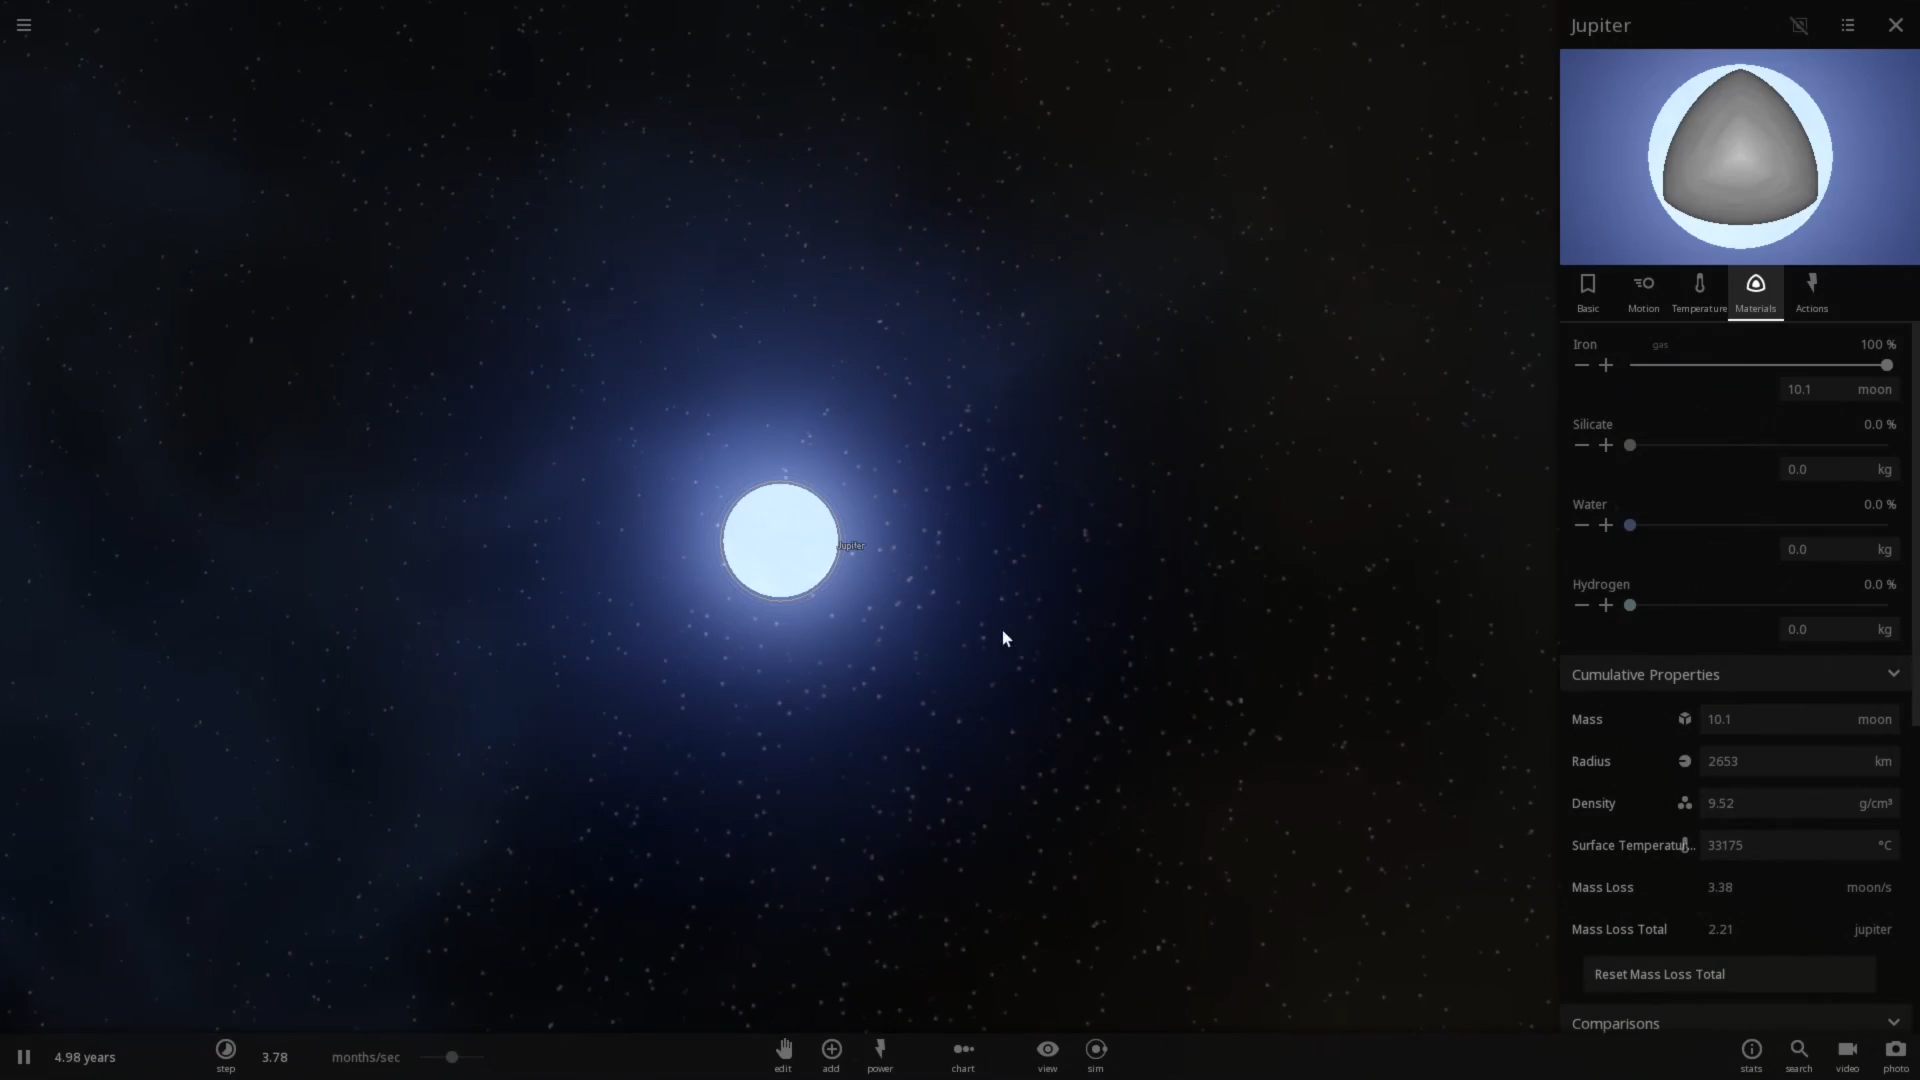 Jupiter
Basic Motion Temperature Materials Actions
Iron gas 100 %
10.1 moon
Silicate 0.0 %
0.0 kg
Water 0.0 %
0.0 kg
Hydrogen 0.0 %
0.0 kg
Cumulative Properties
Mass 10.1 moon
Radius 2653 km
Density 9.52 g/cm³
Surface Temperatur... 33175 °C
Mass Loss 3.38 moon/s
Mass Loss Total 2.21 jupiter
Reset Mass Loss Total
Comparisons
Jupiter
4.98 years step 3.78 months/sec edit add power chart view sim stats search video photo